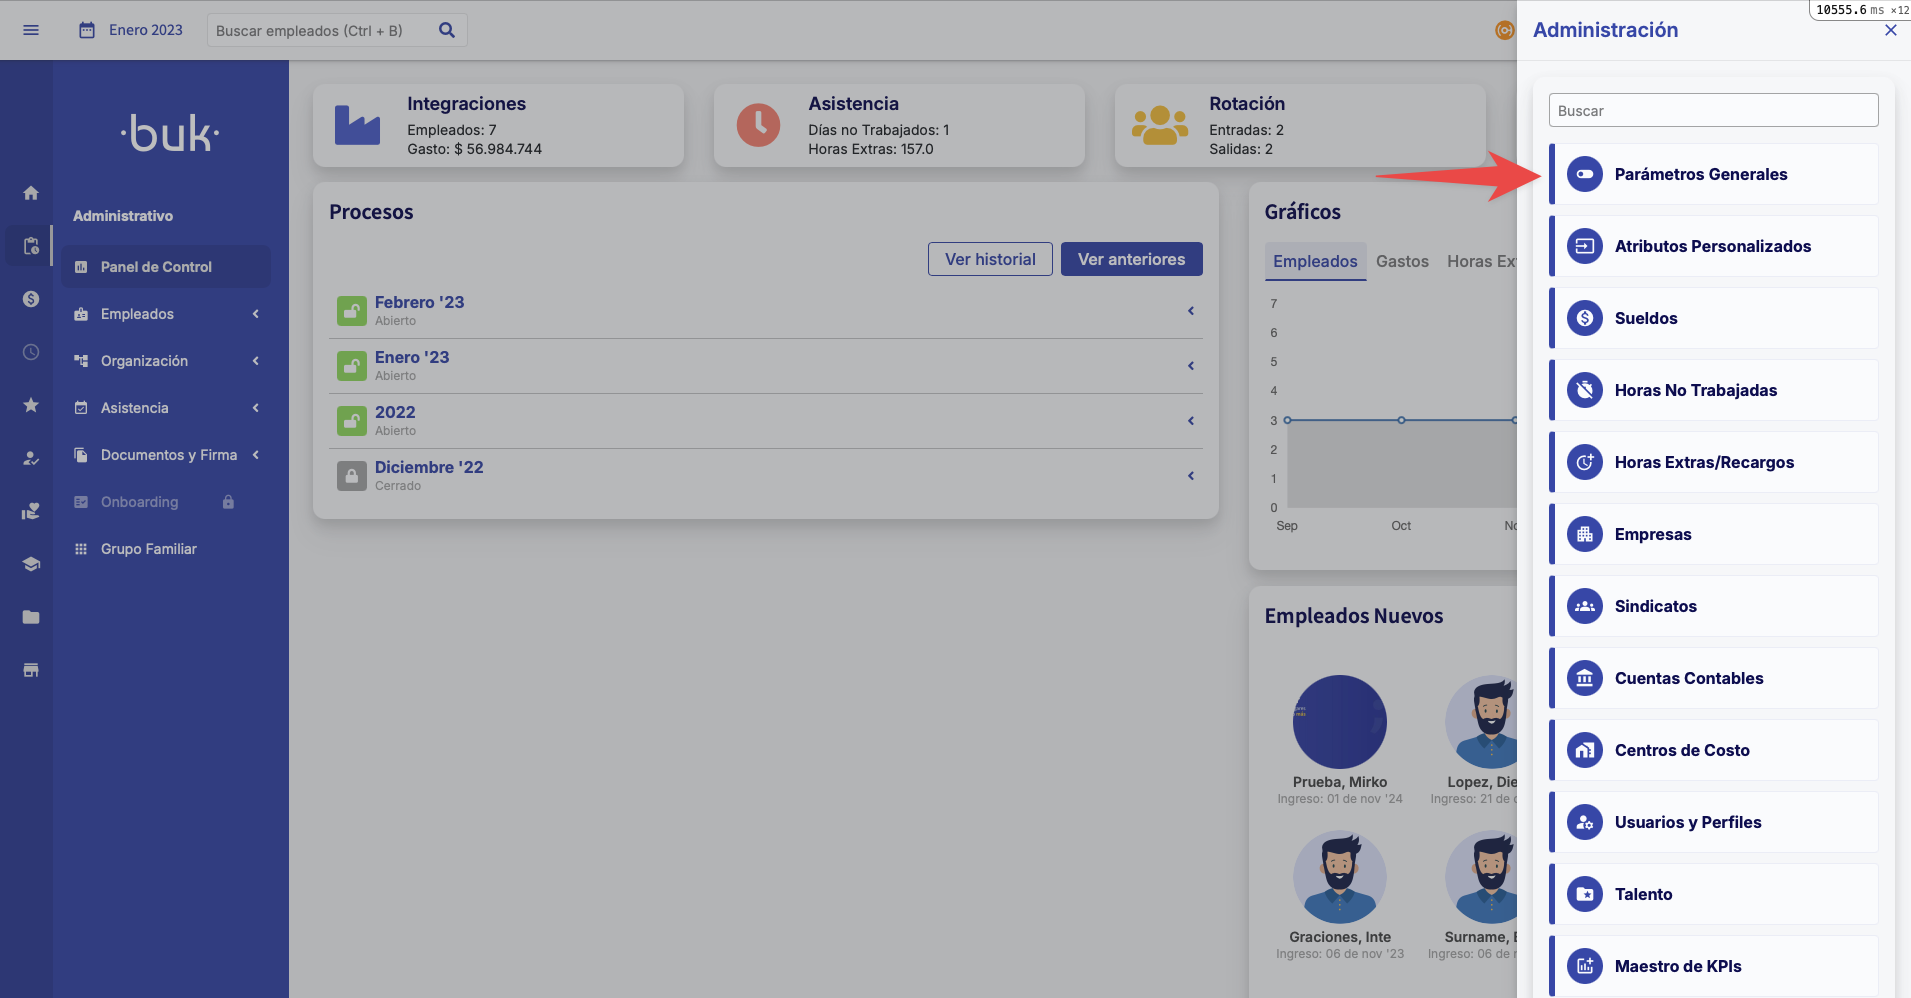 Enero 2023
Buscar empleados (Ctrl + B)
10555.6 ms ×12
Administración
Buscar
Parámetros Generales
Atributos Personalizados
Sueldos
Horas No Trabajadas
Horas Extras/Recargos
Empresas
Sindicatos
Cuentas Contables
Centros de Costo
Usuarios y Perfiles
Talento
Maestro de KPIs
·buk·
Administrativo
Panel de Control
Empleados
Organización
Asistencia
Documentos y Firma
Onboarding
Grupo Familiar
Integraciones
Empleados: 7
Gasto: $ 56.984.744
Asistencia
Días no Trabajados: 1
Horas Extras: 157.0
Rotación
Entradas: 2
Salidas: 2
Procesos
Ver historial
Ver anteriores
Febrero '23
Abierto
Enero '23
Abierto
2022
Abierto
Diciembre '22
Cerrado
Gráficos
Empleados Gastos Horas Ext
7
6
5
4
3
2
1
0
Sep Oct No
Empleados Nuevos
Prueba, Mirko
Ingreso: 01 de nov '24
Lopez, Die
Ingreso: 21 de
Graciones, Inte
Ingreso: 06 de nov '23
Surname, E
Ingreso: 06 de n